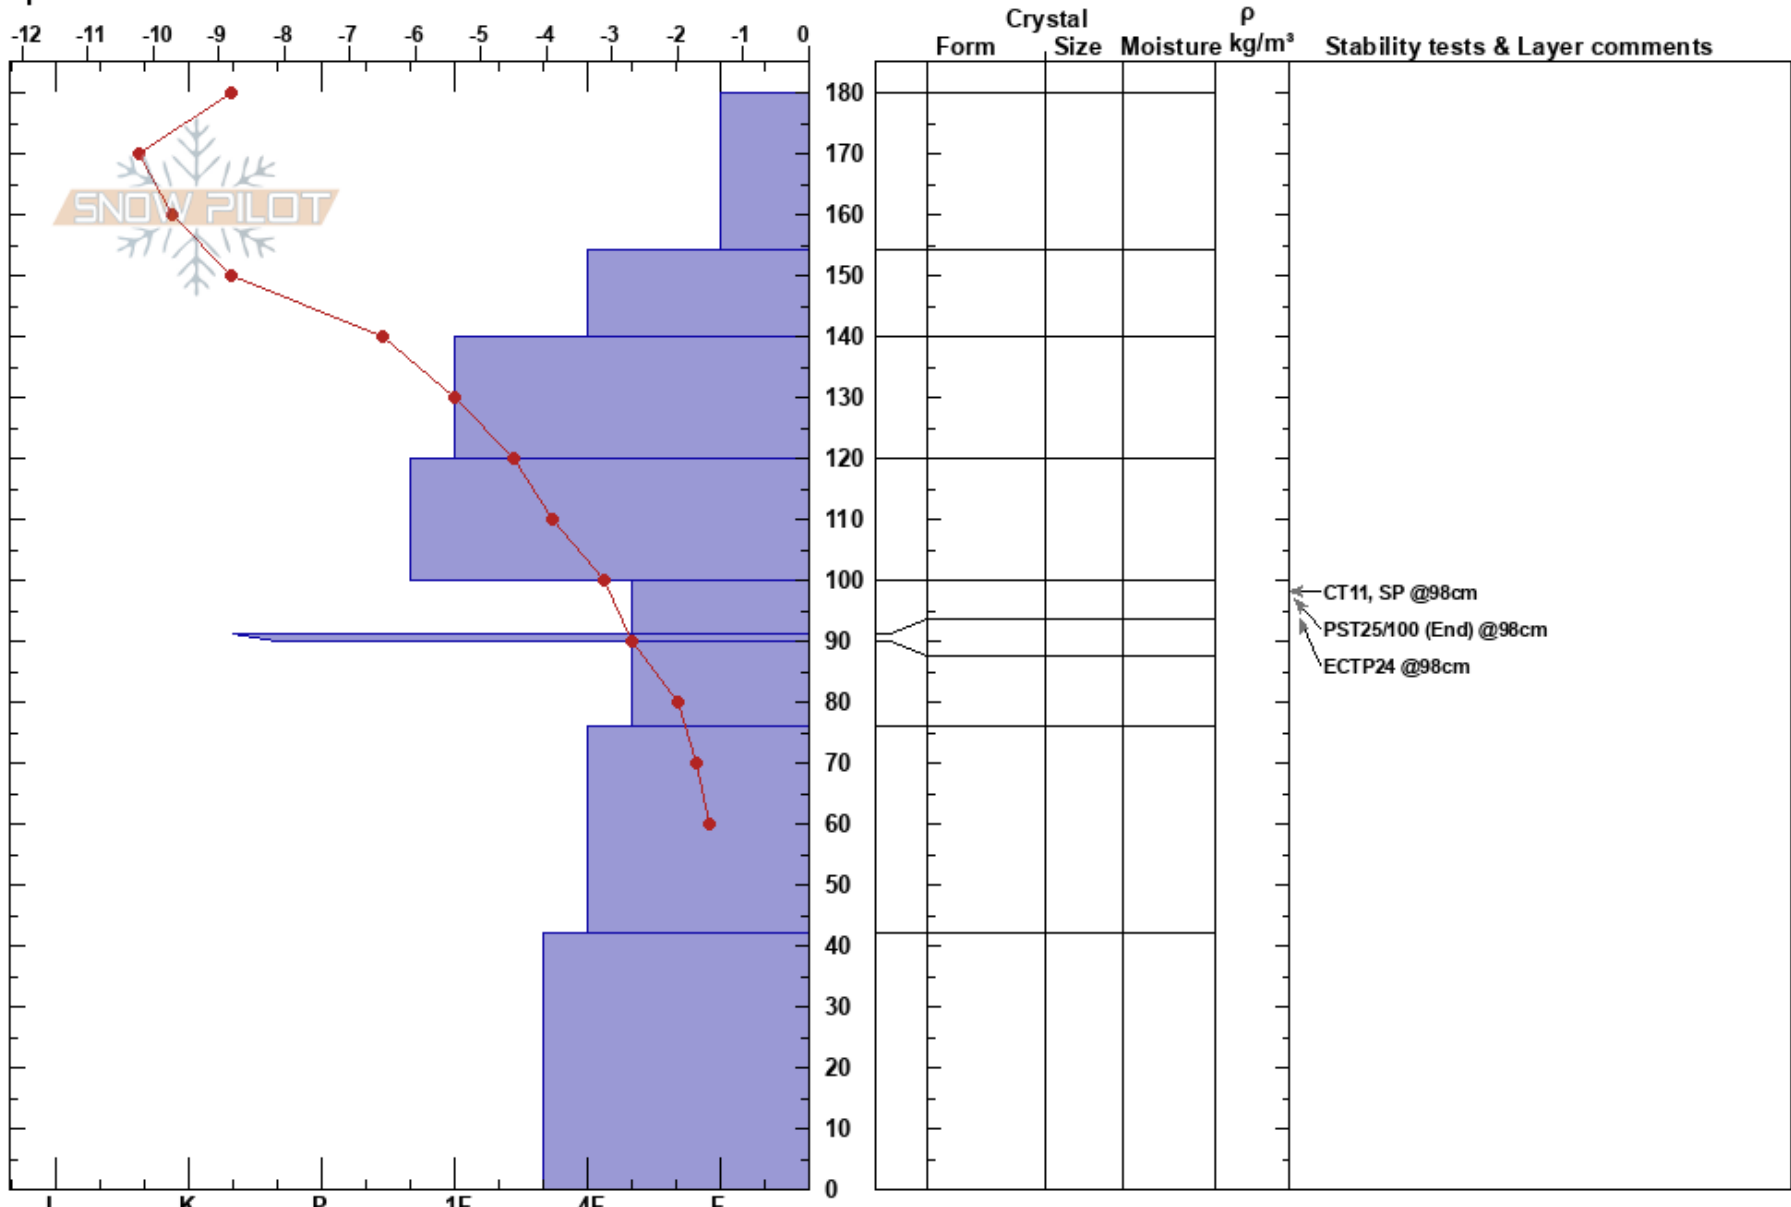 Crystal ρ
-12 -11 -10 -9 -8 -7 -6 -5 -4 -3 -2 -1 0
Form Size Moisture kg/m³ Stability tests & Layer comments
180
170
SNOW PILOT
160
150
140
130
120
110
100
CT11, SP @98cm
PST25/100 (End) @98cm
90
ECTP24 @98cm
80
70
60
50
40
30
20
10
0
I K P 1F 4F F